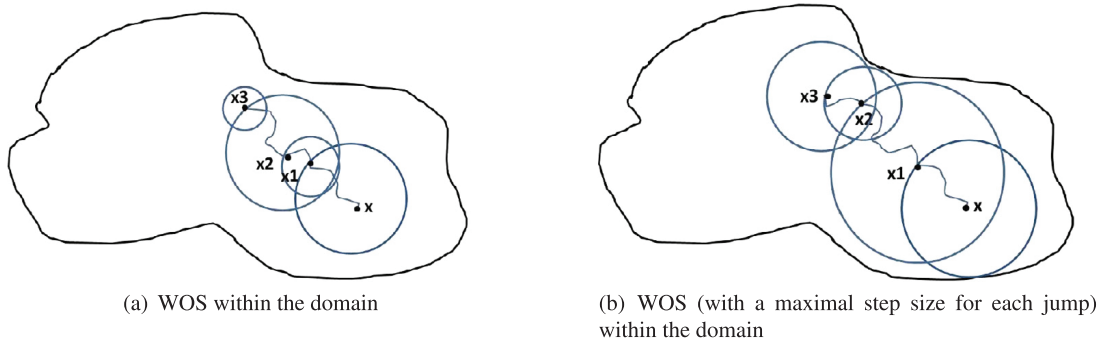 x3
x2
x1
x
(a) WOS within the domain
x3
x2
x1
x
(b) WOS (with a maximal step size for each jump)
within the domain